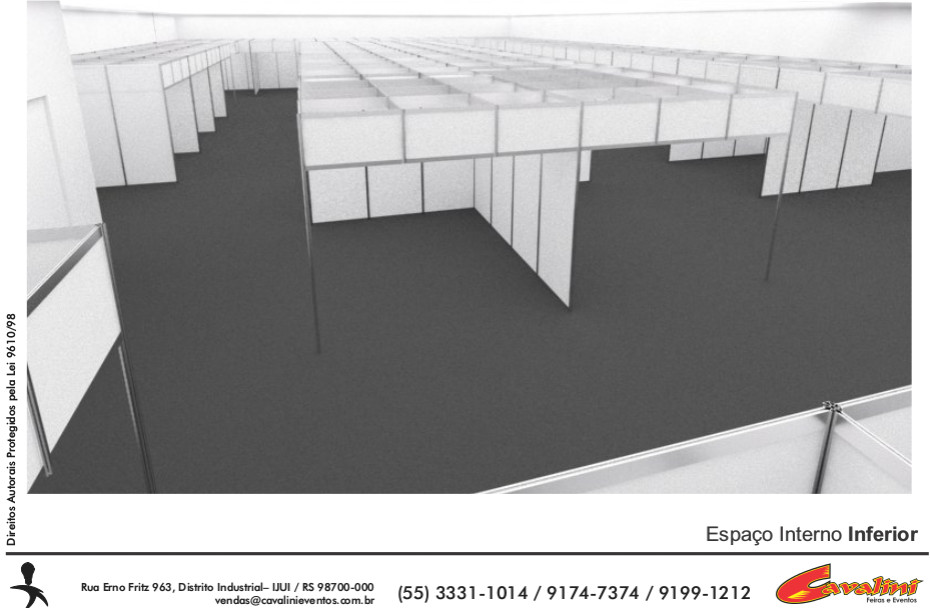 Direitos Autorais Protegidos pela Lei 9610/98
Espaço Interno Inferior
Rua Erno Fritz 963, Distrito Industrial– IJUI / RS 98700-000
vendas@cavalinieventos.com.br
(55) 3331-1014 / 9174-7374 / 9199-1212
Cavalini
Feiras e Eventos